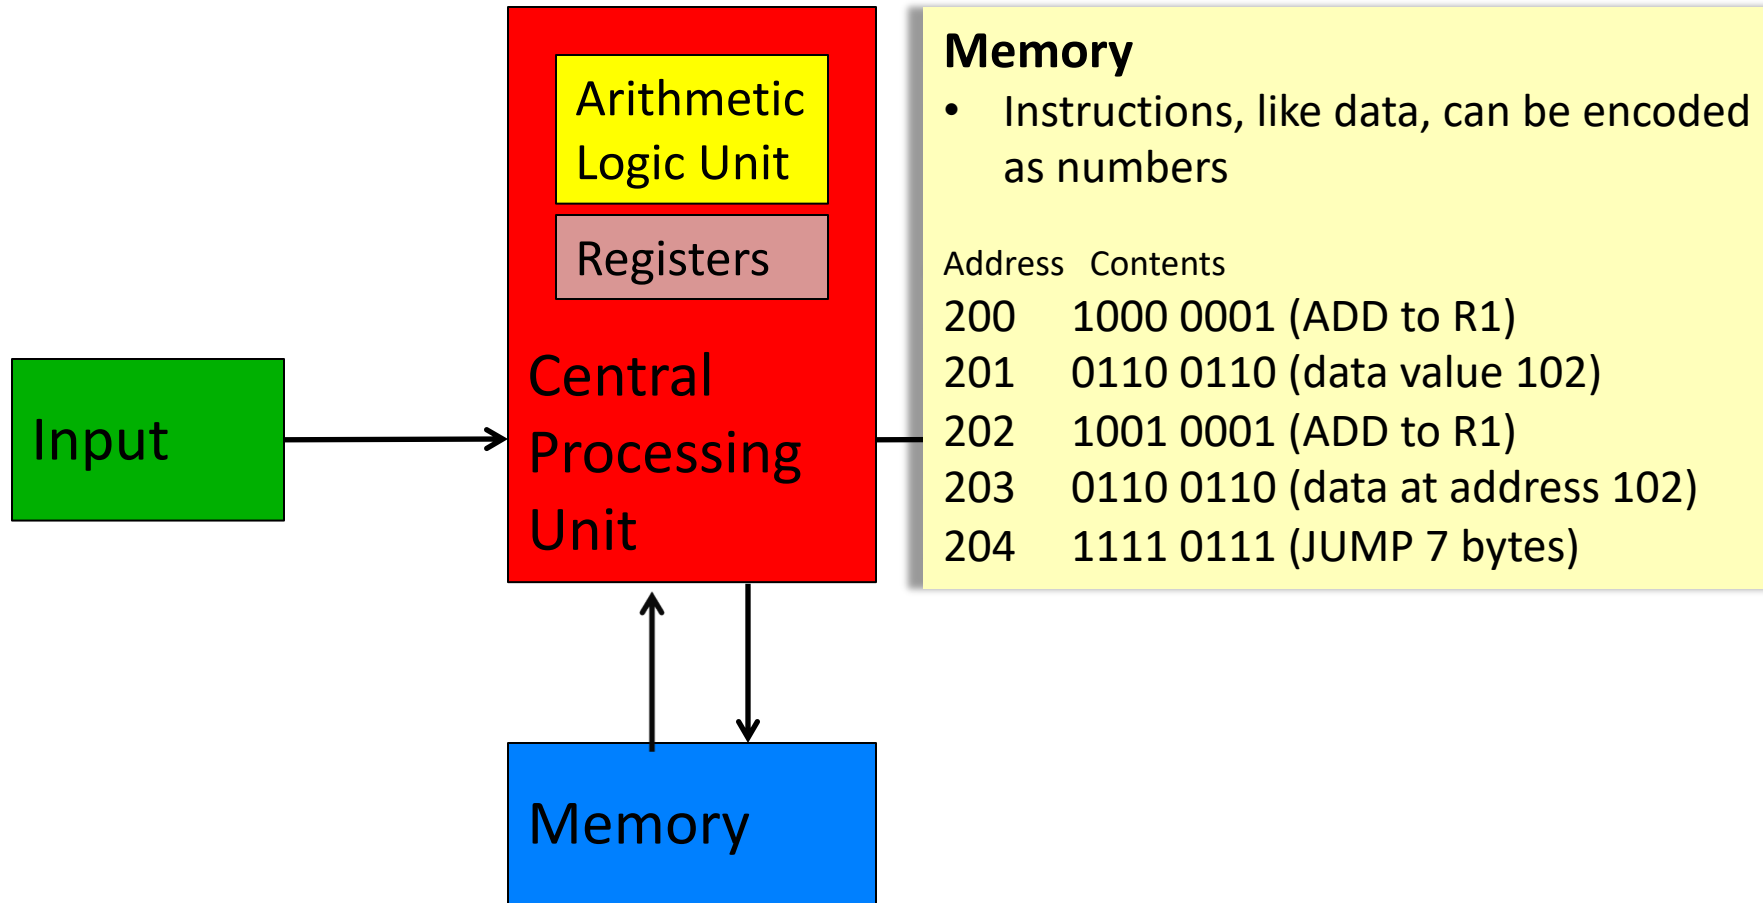 Arithmetic
Logic Unit
Registers
Central
Processing
Unit
Input
Memory
Memory
• Instructions, like data, can be encoded
as numbers
Address Contents
200 1000 0001 (ADD to R1)
201 0110 0110 (data value 102)
202 1001 0001 (ADD to R1)
203 0110 0110 (data at address 102)
204 1111 0111 (JUMP 7 bytes)